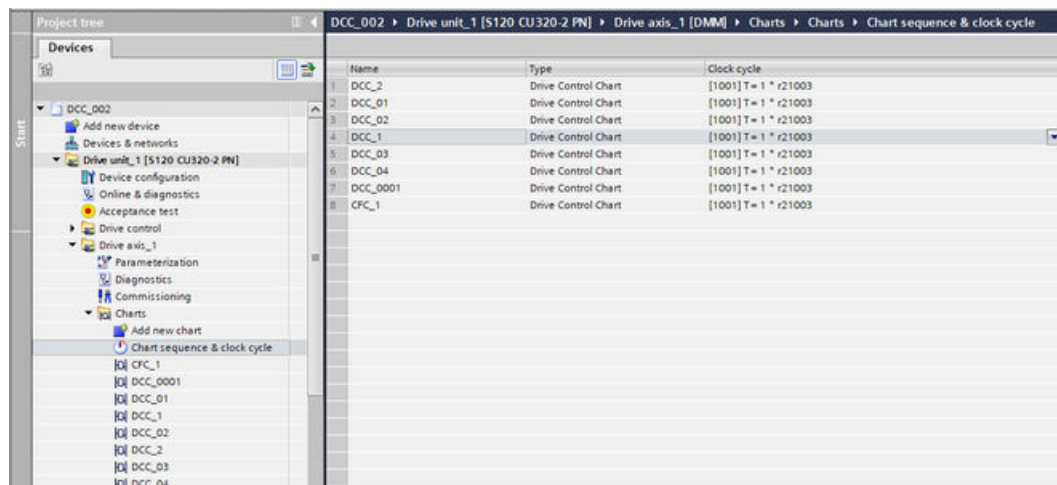 Project tree
DCC_002 ▸ Drive unit_1 [S120 CU320-2 PN] ▸ Drive axis_1 [DMM] ▸ Charts ▸ Charts ▸ Chart sequence & clock cycle
Devices
Start
DCC_002
Add new device
Devices & networks
Drive unit_1 [S120 CU320-2 PN]
Device configuration
Online & diagnostics
Acceptance test
Drive control
Drive axis_1
Parameterization
Diagnostics
Commissioning
Charts
Add new chart
Chart sequence & clock cycle
CFC_1
DCC_0001
DCC_01
DCC_1
DCC_02
DCC_2
DCC_03
DCC_04
Name Type Clock cycle
1 DCC_2 Drive Control Chart [1001] T= 1 * r21003
2 DCC_01 Drive Control Chart [1001] T= 1 * r21003
3 DCC_02 Drive Control Chart [1001] T= 1 * r21003
4 DCC_1 Drive Control Chart [1001] T= 1 * r21003
5 DCC_03 Drive Control Chart [1001] T= 1 * r21003
6 DCC_04 Drive Control Chart [1001] T= 1 * r21003
7 DCC_0001 Drive Control Chart [1001] T= 1 * r21003
8 CFC_1 Drive Control Chart [1001] T= 1 * r21003